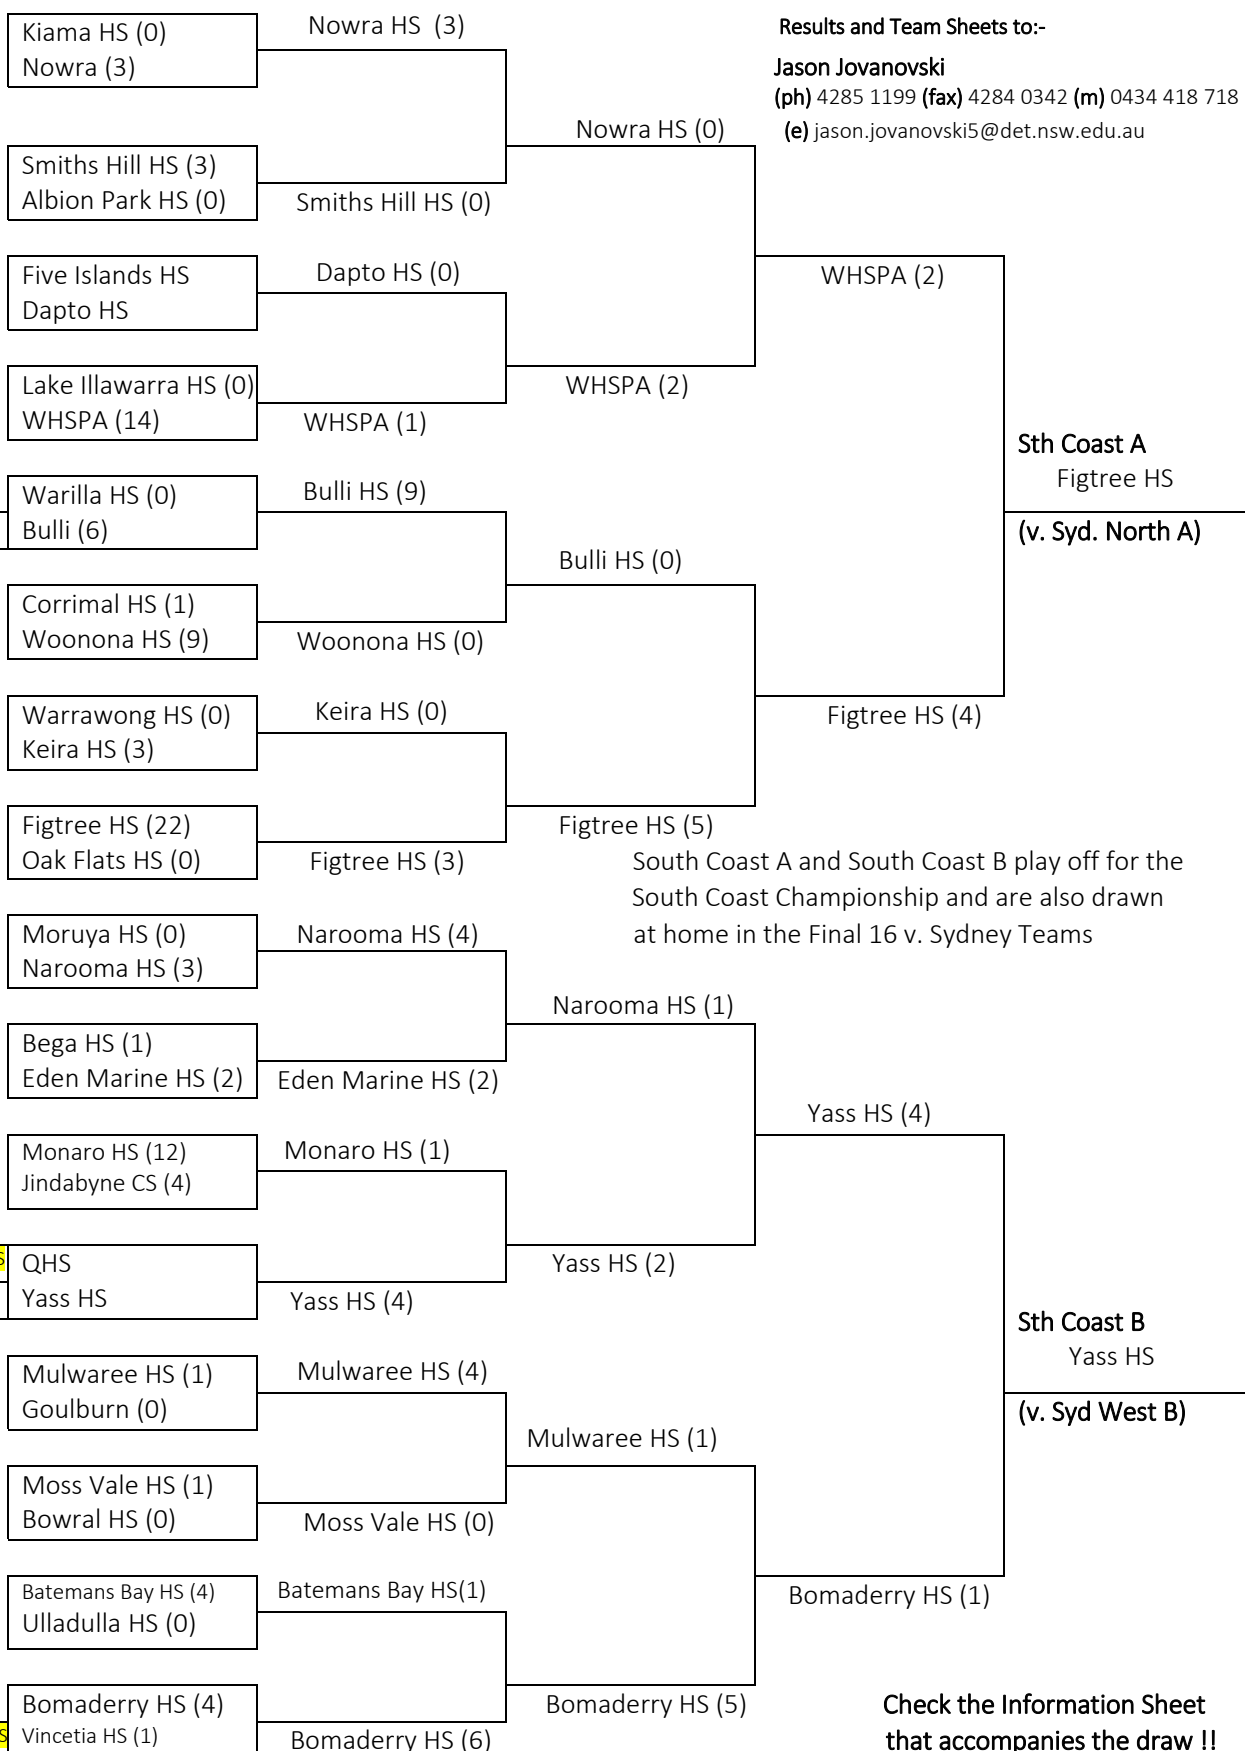 Kiama HS (0)
Nowra (3)
Nowra HS  (3)
Results and Team Sheets to:-
Jason Jovanovski
(ph) 4285 1199 (fax) 4284 0342 (m) 0434 418 718
(e) jason.jovanovski5@det.nsw.edu.au
Nowra HS (0)
Smiths Hill HS (3)
Albion Park HS (0)
Smiths Hill HS (0)
Five Islands HS
Dapto HS
Dapto HS (0)
WHSPA (2)
Lake Illawarra HS (0)
WHSPA (14)
WHSPA (1)
WHSPA (2)
Sth Coast A
Figtree HS
(v. Syd. North A)
Warilla HS (0)
Bulli (6)
Bulli HS (9)
Bulli HS (0)
Corrimal HS (1)
Woonona HS (9)
Woonona HS (0)
Warrawong HS (0)
Keira HS (3)
Keira HS (0)
Figtree HS (4)
Figtree HS (22)
Oak Flats HS (0)
Figtree HS (3)
Figtree HS (5)
South Coast A and South Coast B play off for the
South Coast Championship and are also drawn
at home in the Final 16 v. Sydney Teams
Moruya HS (0)
Narooma HS (3)
Narooma HS (4)
Narooma HS (1)
Bega HS (1)
Eden Marine HS (2)
Eden Marine HS (2)
Yass HS (4)
Monaro HS (12)
Jindabyne CS (4)
Monaro HS (1)
S
QHS
Yass HS
Yass HS (4)
Yass HS (2)
Sth Coast B
Yass HS
(v. Syd West B)
Mulwaree HS (1)
Goulburn (0)
Mulwaree HS (4)
Mulwaree HS (1)
Moss Vale HS (1)
Bowral HS (0)
Moss Vale HS (0)
Batemans Bay HS (4)
Ulladulla HS (0)
Batemans Bay HS(1)
Bomaderry HS (1)
Bomaderry HS (4)
S
Vincetia HS (1)
Bomaderry HS (6)
Bomaderry HS (5)
Check the Information Sheet
that accompanies the draw !!